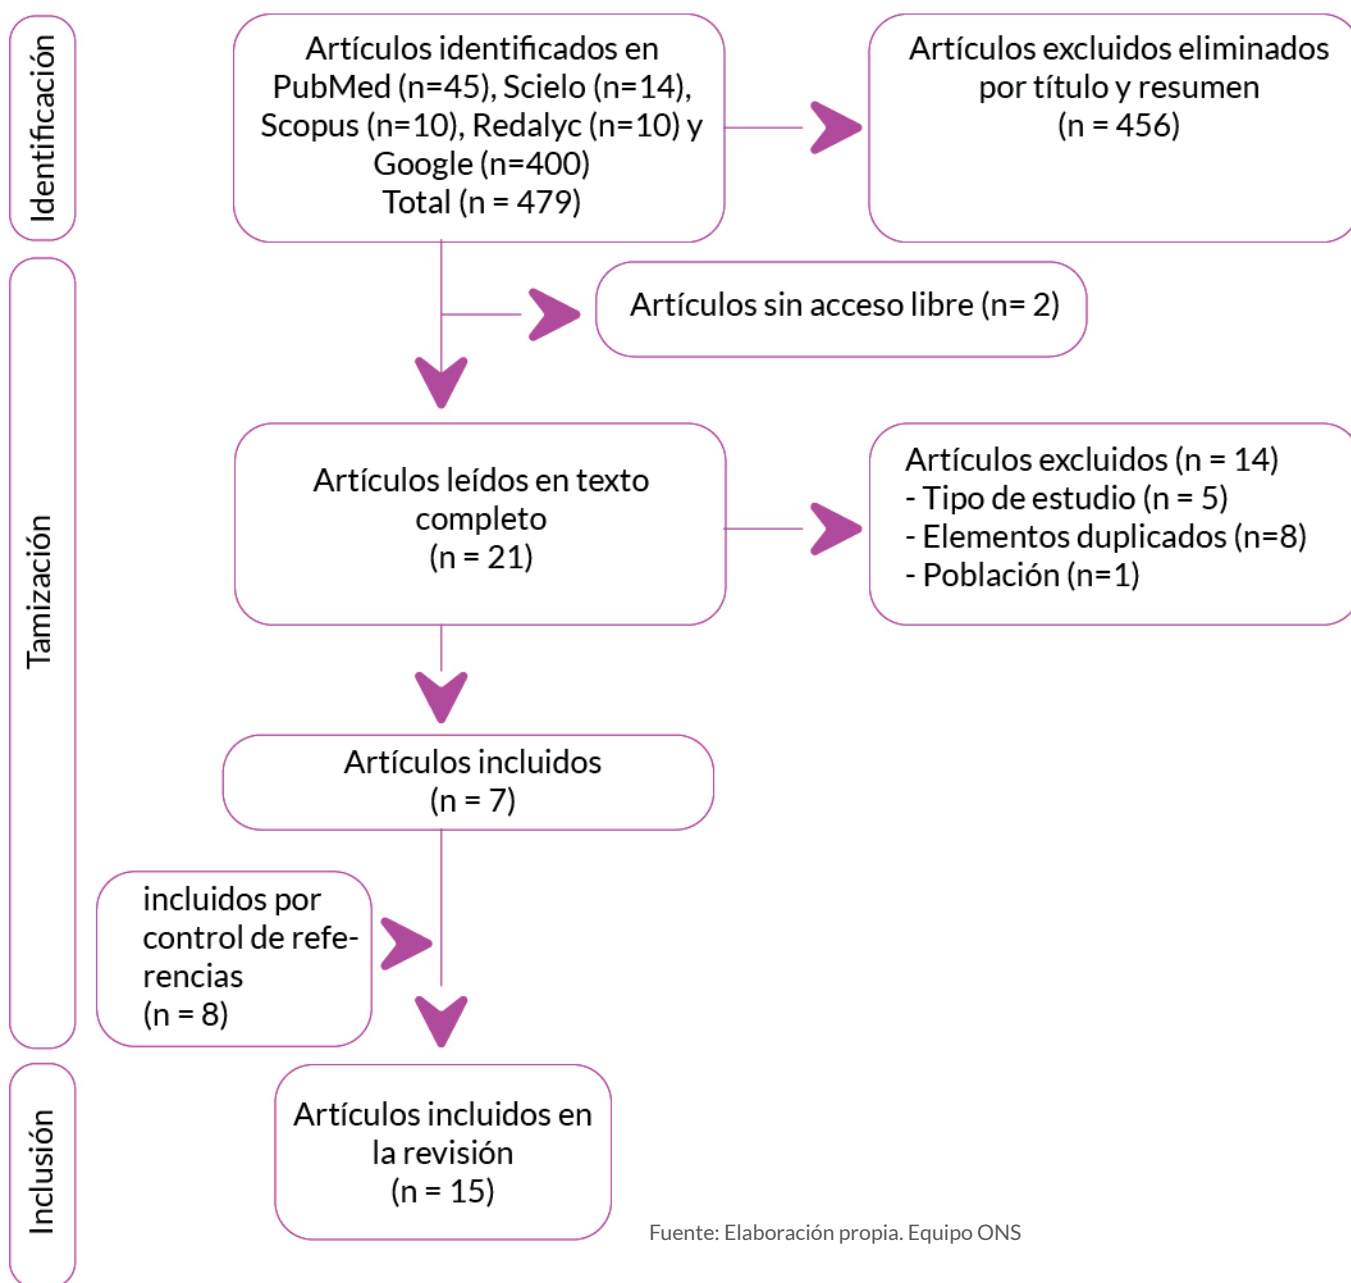 Identificación
Artículos identificados en
PubMed (n=45), Scielo (n=14),
Scopus (n=10), Redalyc (n=10) y
Google (n=400)
Total (n = 479)
Artículos excluidos eliminados
por título y resumen
(n = 456)
Tamización
Artículos sin acceso libre (n= 2)
Artículos leídos en texto
completo
(n = 21)
Artículos excluidos (n = 14)
- Tipo de estudio (n = 5)
- Elementos duplicados (n=8)
- Población (n=1)
Artículos incluidos
(n = 7)
incluidos por
control de refe-
rencias
(n = 8)
Inclusión
Artículos incluidos en
la revisión
(n = 15)
Fuente: Elaboración propia. Equipo ONS